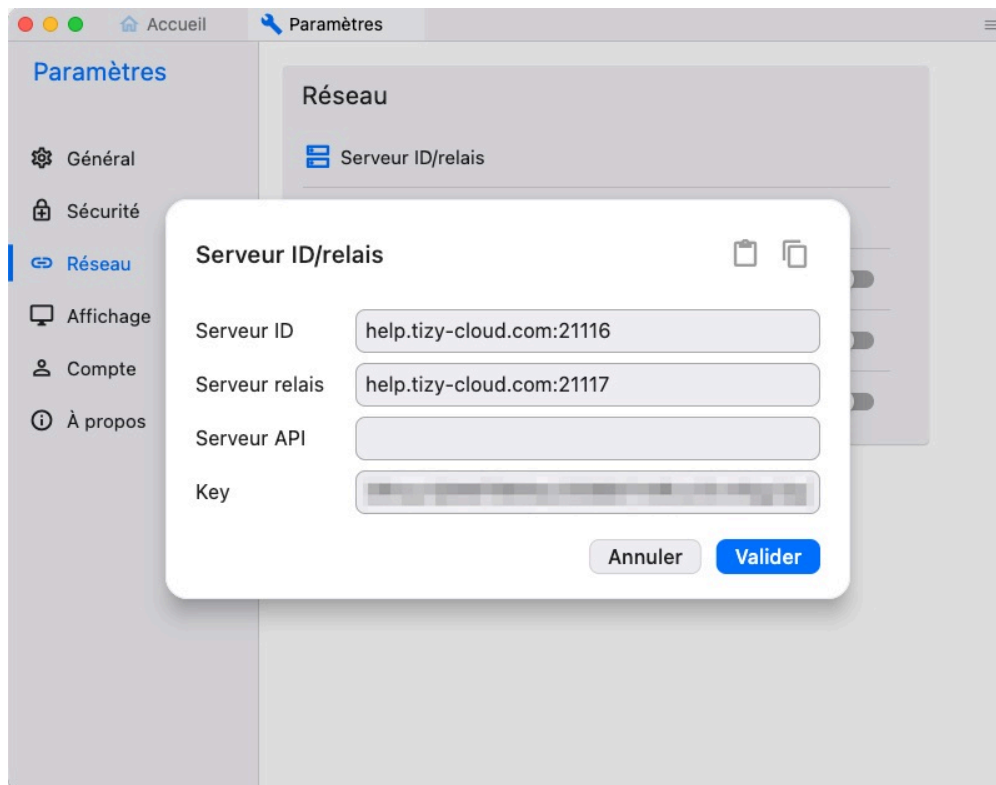 Accueil
Paramètres
Paramètres
Général
Sécurité
Réseau
Affichage
Compte
À propos
Réseau
Serveur ID/relais
Serveur ID/relais
Serveur ID
help.tizy-cloud.com:21116
Serveur relais
help.tizy-cloud.com:21117
Serveur API
Key
Annuler
Valider